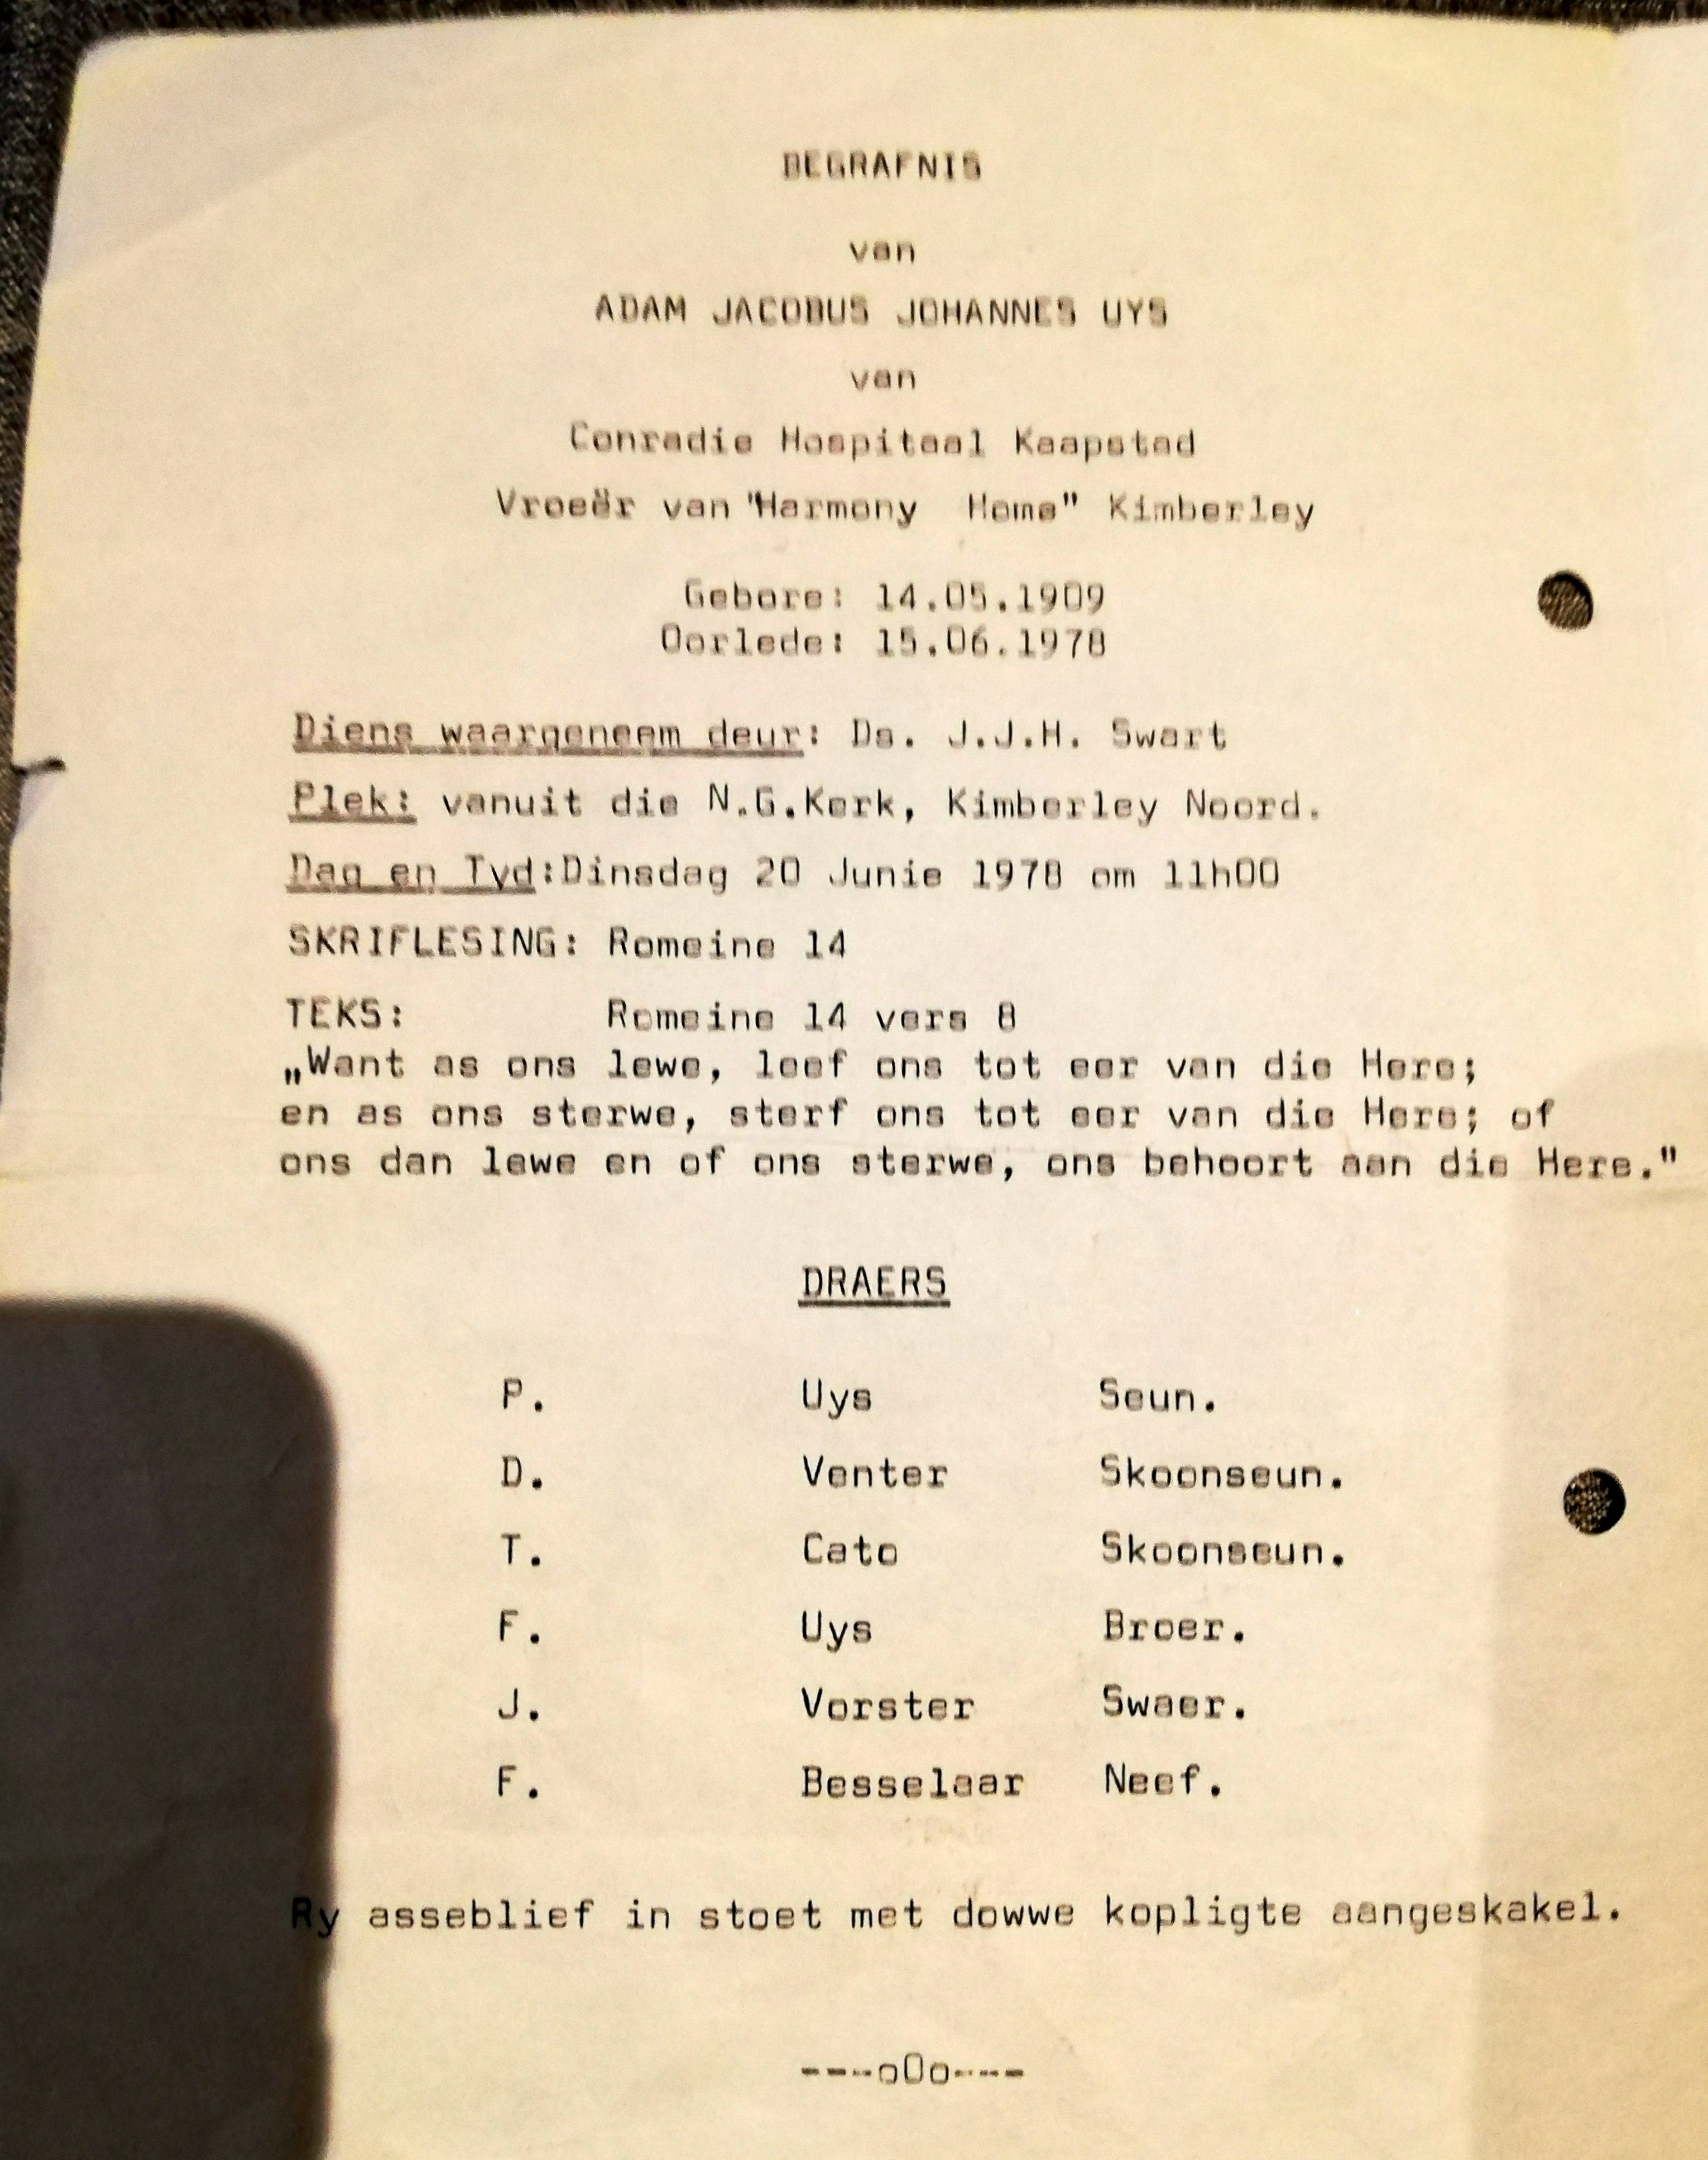 BEGRAFNIS
van
ADAM JACOBUS JOHANNES UYS
van
Conradie Hospitaal Kaapstad
Vroeër van "Harmony Home" Kimberley
Gebore: 14.05.1909
Oorlede: 15.06.1978
Diens waargeneem deur: Ds. J.J.H. Swart
Plek: vanuit die N.G.Kerk, Kimberley Noord.
Dag en Tyd:Dinsdag 20 Junie 1978 om 11h00
SKRIFLESING: Romeine 14
TEKS: Romeine 14 vers 8
„Want as ons lewe, leef ons tot eer van die Here;
en as ons sterwe, sterf ons tot eer van die Here; of
ons dan lewe en of ons sterwe, ons behoort aan die Here."
DRAERS
P. Uys Seun.
D. Venter Skoonseun.
T. Cato Skoonseun.
F. Uys Broer.
J. Vorster Swaer.
F. Besselaar Neef.
Ry asseblief in stoet met dowwe kopligte aangeskakel.
----oOo----